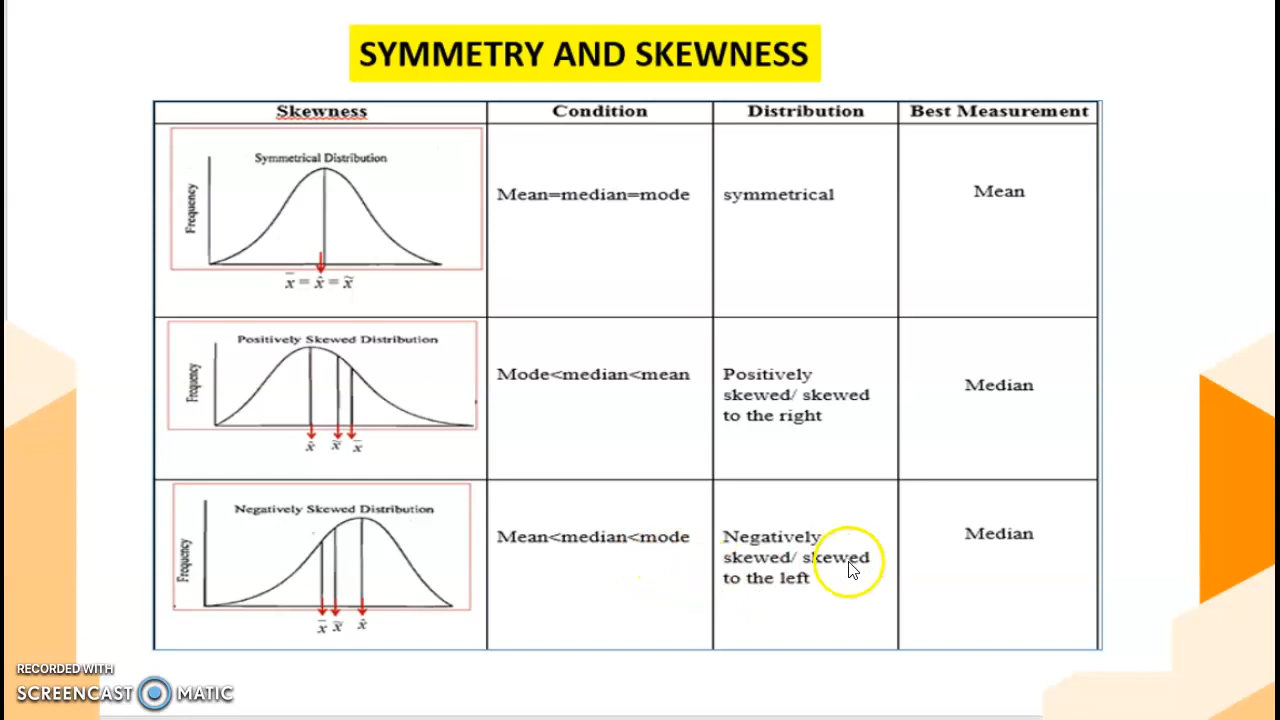 SYMMETRY AND SKEWNESS
Skewness Condition Distribution Best Measurement
Symmetrical Distribution
Frequency
x̅ = x̂ = x̃
Mean=median=mode
symmetrical
Mean
Positively Skewed Distribution
Frequency
x̂ x̃ x̅
Mode<median<mean
Positively
skewed/ skewed
to the right
Median
Negatively Skewed Distribution
Frequency
x̅ x̃ x̂
Mean<median<mode
Negatively
skewed/ skewed
to the left
Median
RECORDED WITH
SCREENCAST MATIC